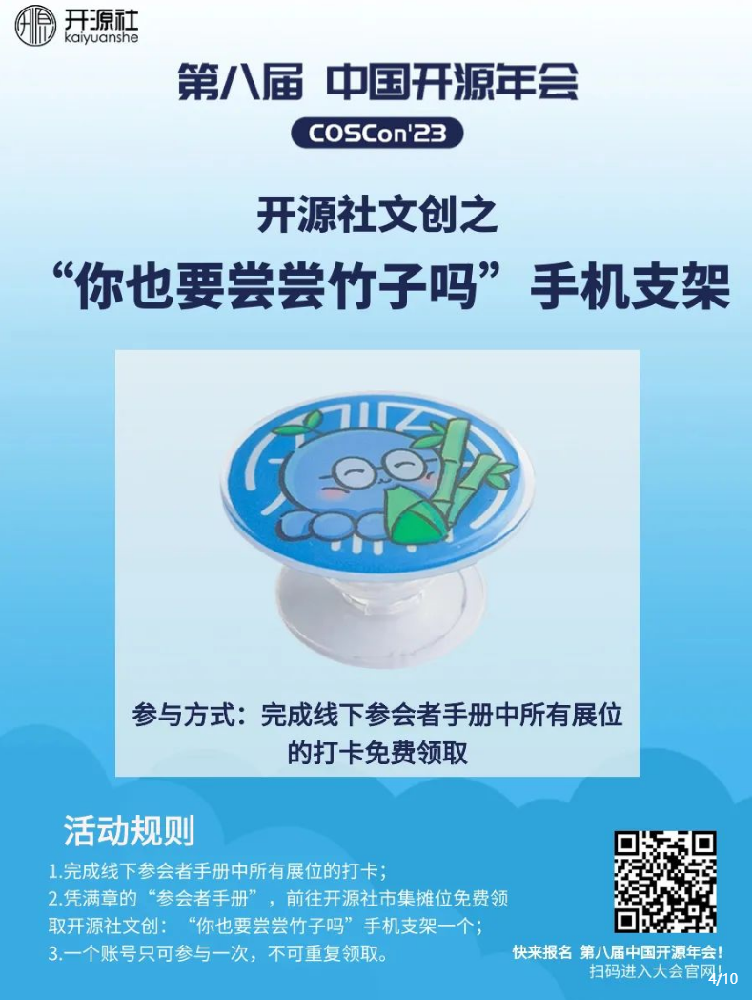 开源社
kaiyuanshe
第八届 中国开源年会
COSCon'23
开源社文创之
“你也要尝尝竹子吗”手机支架
参与方式：完成线下参会者手册中所有展位
的打卡免费领取
活动规则
1.完成线下参会者手册中所有展位的打卡；
2.凭满章的“参会者手册”，前往开源社市集摊位免费领
取开源社文创：“你也要尝尝竹子吗”手机支架一个；
3.一个账号只可参与一次，不可重复领取。
快来报名 第八届中国开源年会！
扫码进入大会官网！
4/10